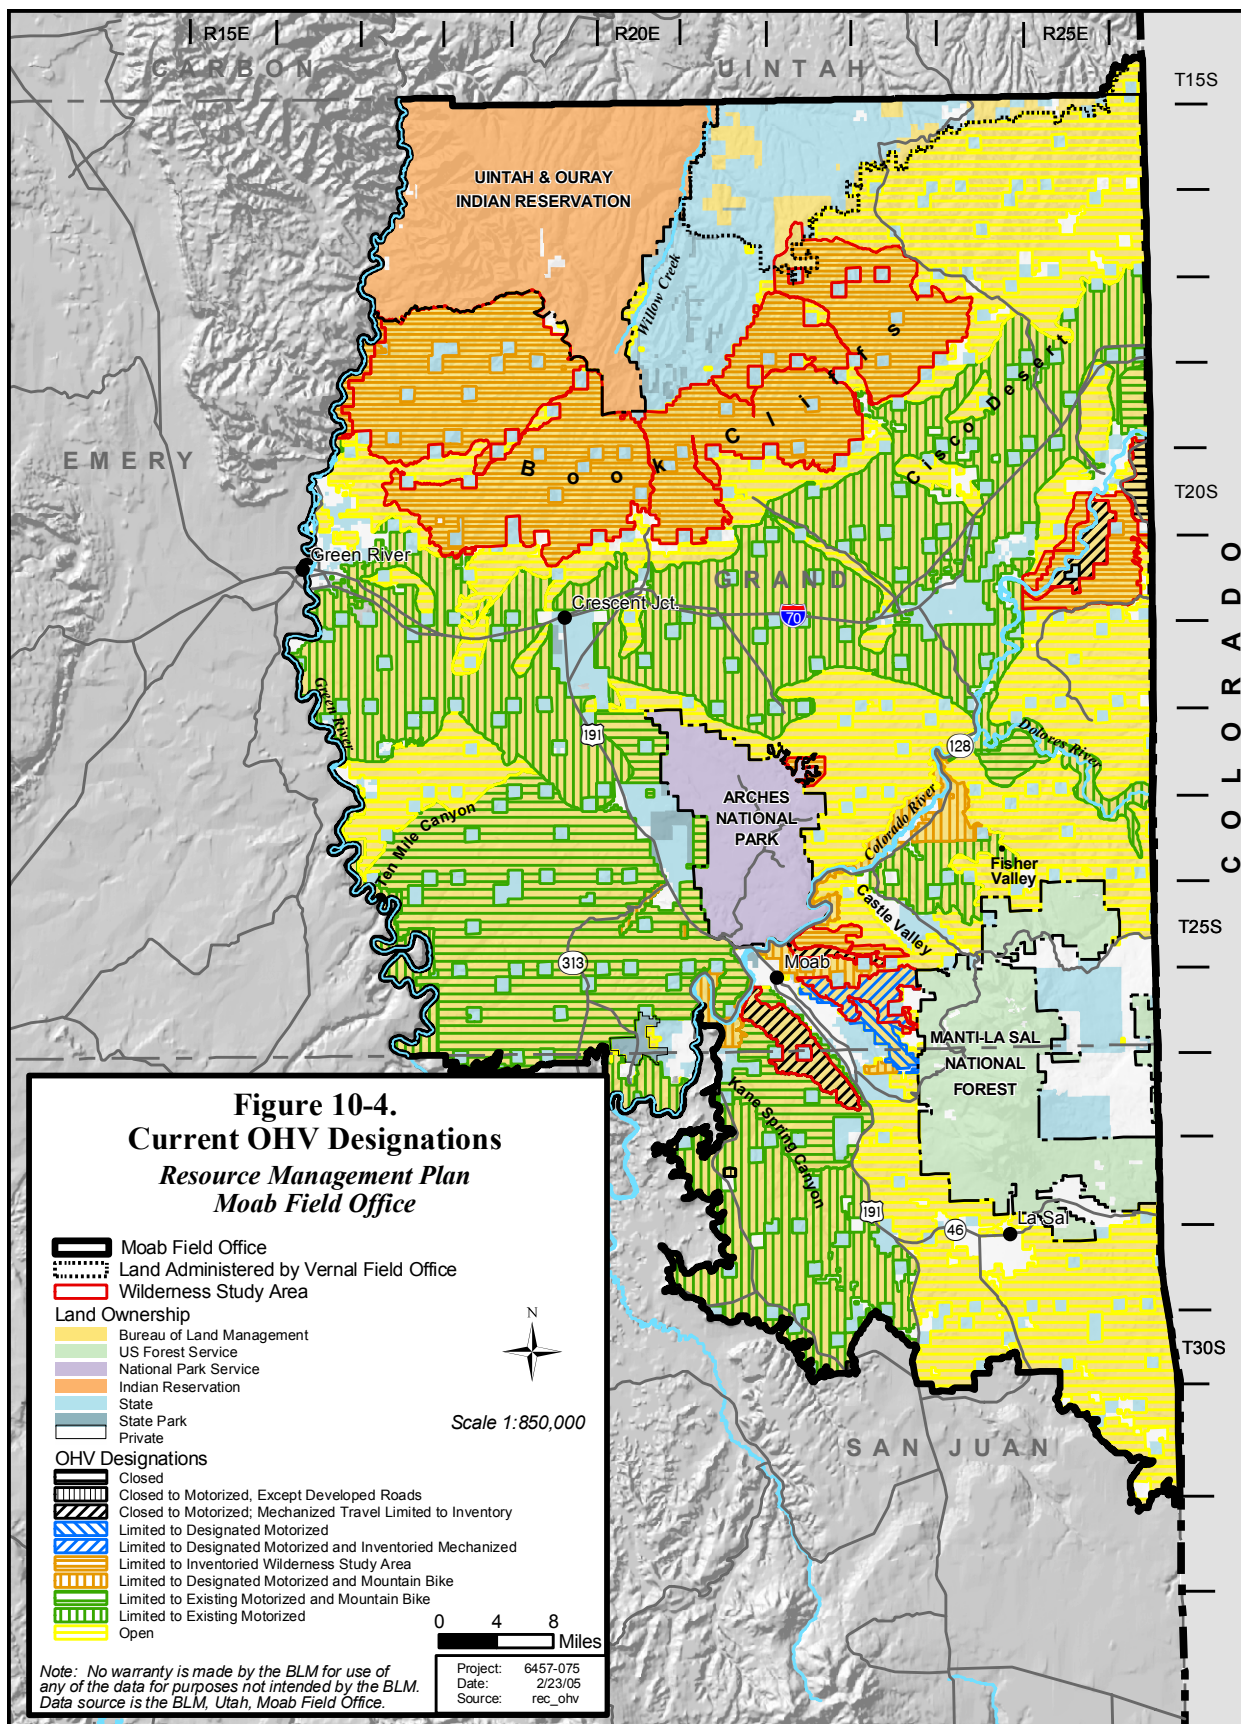 R15E
R20E
R25E
CARBON
UINTAH
T15S
UINTAH & OURAY
INDIAN RESERVATION
Willow Creek
Book Cliffs
Cisco Desert
EMERY
T20S
Green River
GRAND
Crescent Jct.
70
COLORADO
Green River
191
128
Dolores River
ARCHES
NATIONAL
PARK
Colorado River
Ten Mile Canyon
Fisher
Valley
Castle Valley
T25S
313
Moab
MANTI-LA SAL
NATIONAL
FOREST
Kane Spring Canyon
191
46
La Sal
T30S
SAN JUAN
Figure 10-4.
Current OHV Designations
Resource Management Plan
Moab Field Office
Moab Field Office
Land Administered by Vernal Field Office
Wilderness Study Area
Land Ownership
Bureau of Land Management
US Forest Service
National Park Service
Indian Reservation
State
State Park
Private
N
Scale 1:850,000
OHV Designations
Closed
Closed to Motorized, Except Developed Roads
Closed to Motorized; Mechanized Travel Limited to Inventory
Limited to Designated Motorized
Limited to Designated Motorized and Inventoried Mechanized
Limited to Inventoried Wilderness Study Area
Limited to Designated Motorized and Mountain Bike
Limited to Existing Motorized and Mountain Bike
Limited to Existing Motorized
Open
0 4 8
Miles
Note: No warranty is made by the BLM for use of
any of the data for purposes not intended by the BLM.
Data source is the BLM, Utah, Moab Field Office.
Project: 6457-075
Date: 2/23/05
Source: rec_ohv